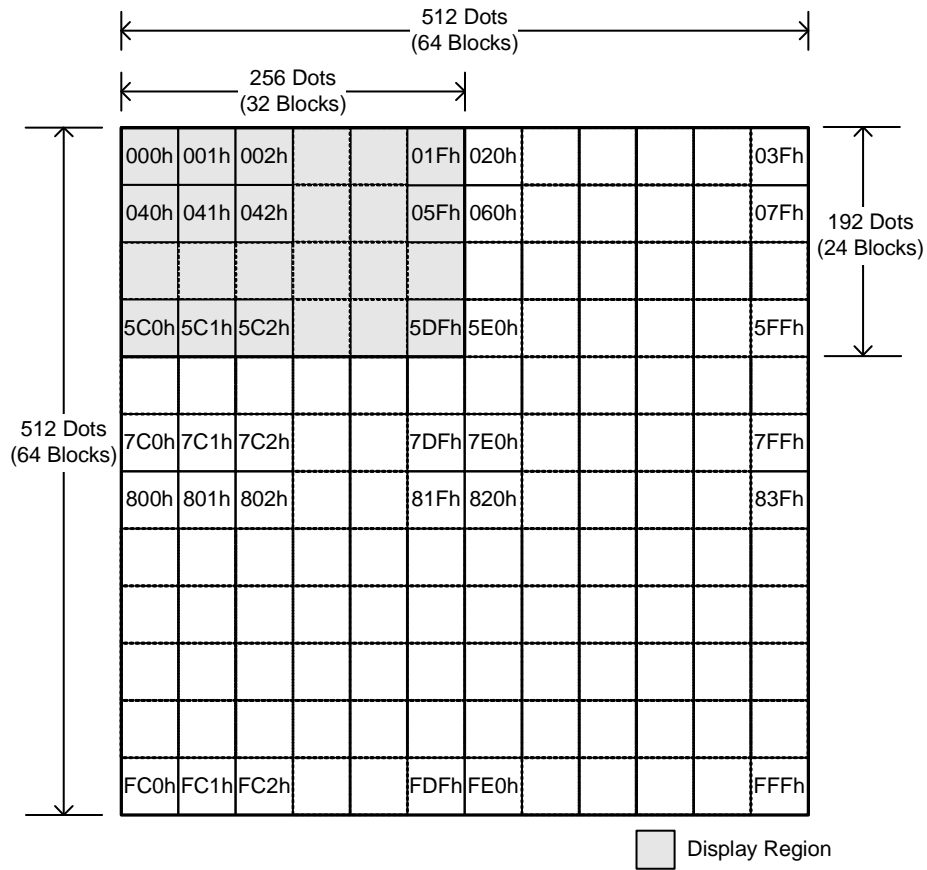 512 Dots
(64 Blocks)
256 Dots
(32 Blocks)
000h 001h 002h 01Fh 020h 03Fh
040h 041h 042h 05Fh 060h 07Fh
192 Dots
(24 Blocks)
5C0h 5C1h 5C2h 5DFh 5E0h 5FFh
512 Dots
(64 Blocks)
7C0h 7C1h 7C2h 7DFh 7E0h 7FFh
800h 801h 802h 81Fh 820h 83Fh
FC0h FC1h FC2h FDFh FE0h FFFh
Display Region